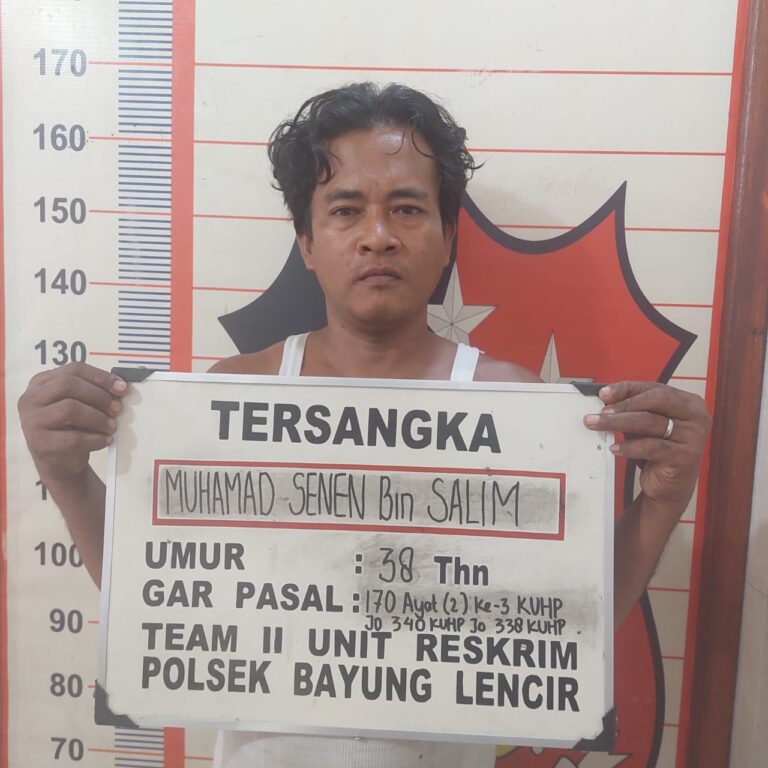 170
160
150
140
130
TERSANGKA
MUHAMAD SENEN Bin SALIM
UMUR : 38 Thn
GAR PASAL : 170 Ayat (2) Ke-3 KUHP
Jo 340 KUHP Jo 338 KUHP.
TEAM II UNIT RESKRIM
POLSEK BAYUNG LENCIR
100
90
80
70